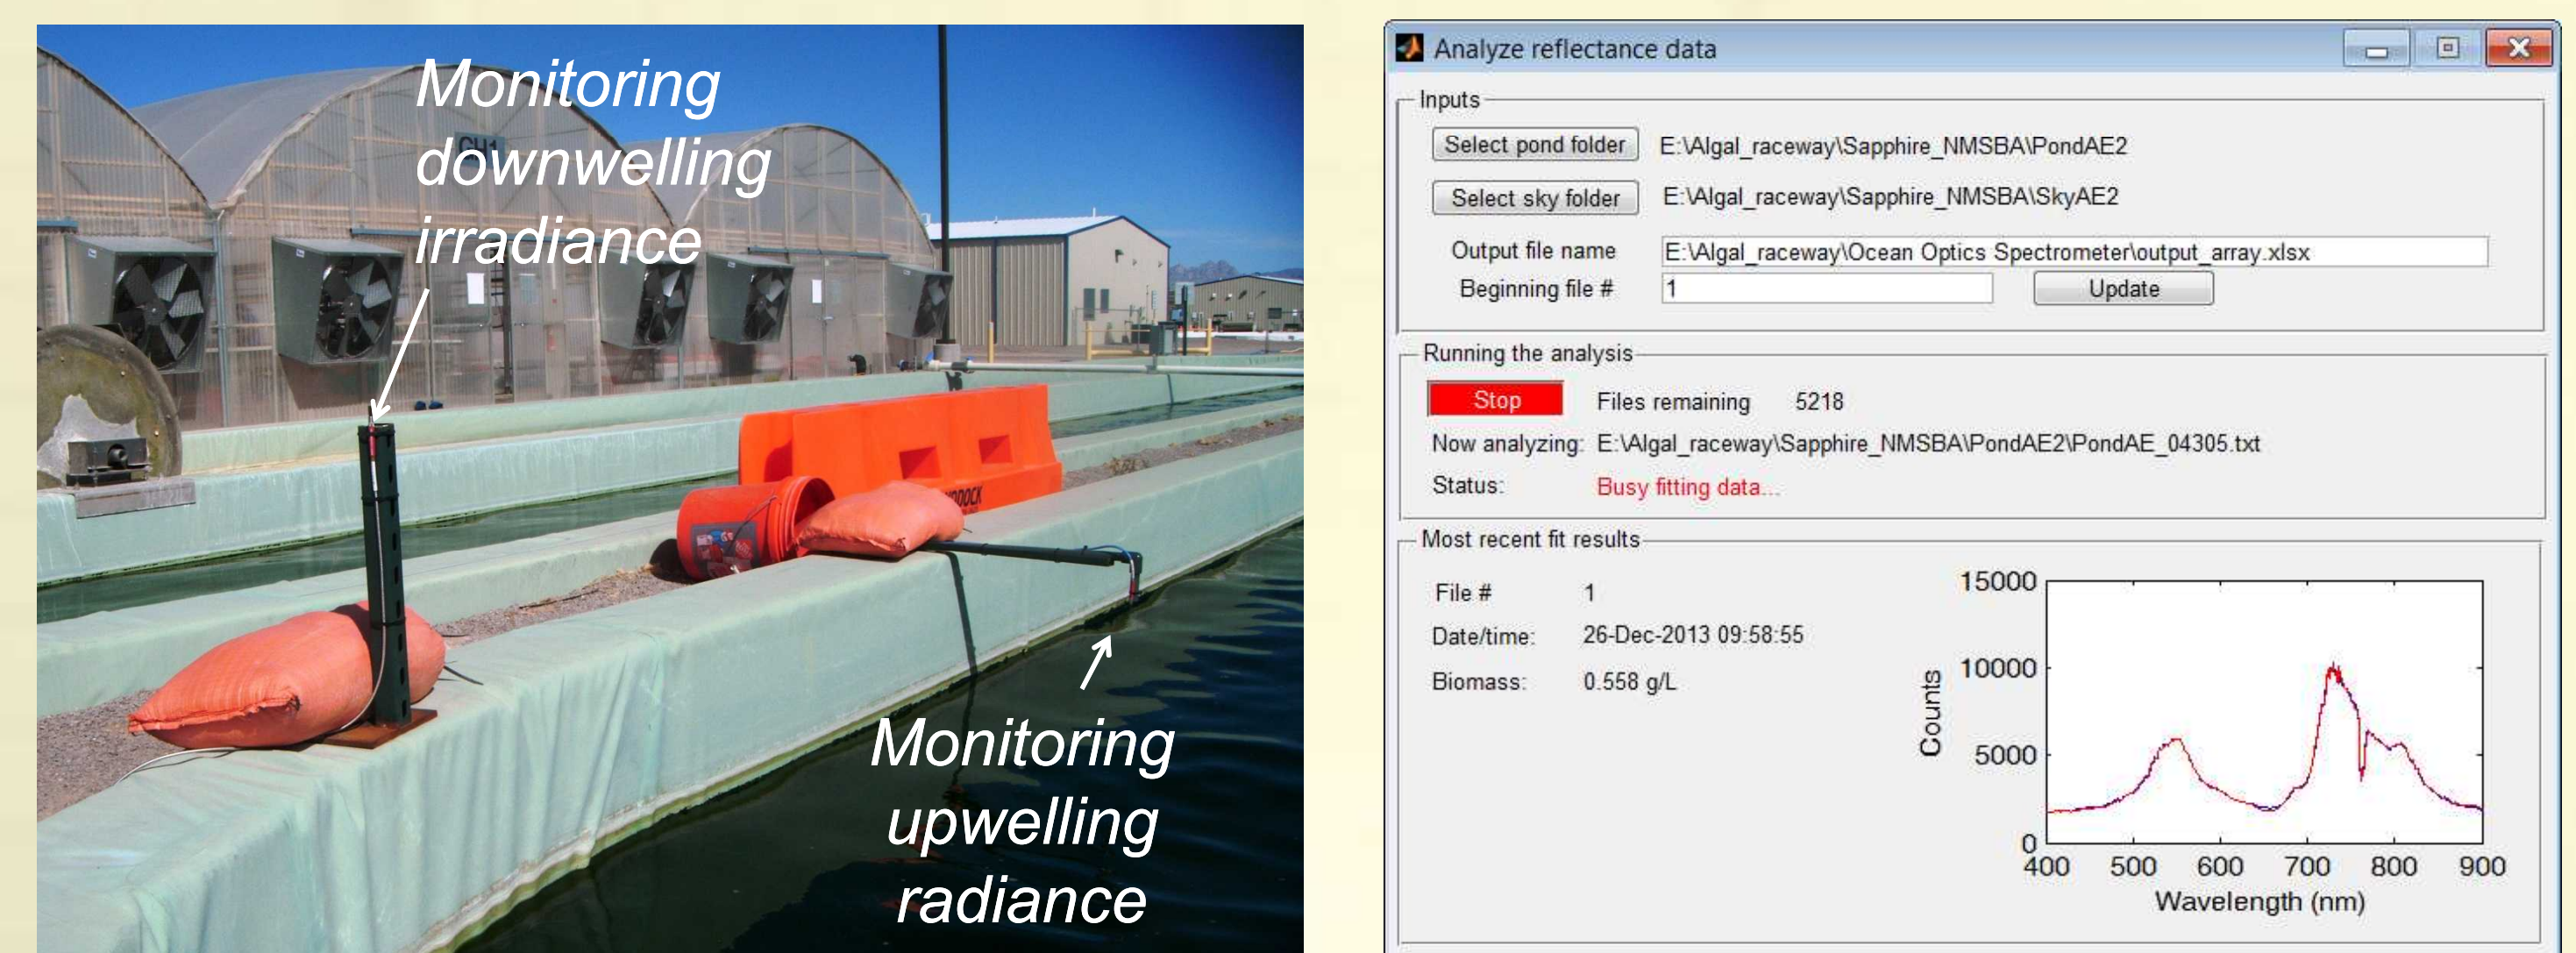 Monitoring
downwelling
irradiance
GH1
Monitoring
upwelling
radiance
Analyze reflectance data
Inputs
Select pond folder E:\Algal_raceway\Sapphire_NMSBA\PondAE2
Select sky folder E:\Algal_raceway\Sapphire_NMSBA\SkyAE2
Output file name E:\Algal_raceway\Ocean Optics Spectrometer\output_array.xlsx
Beginning file # 1 Update
Running the analysis
Stop Files remaining 5218
Now analyzing: E:\Algal_raceway\Sapphire_NMSBA\PondAE2\PondAE_04305.txt
Status: Busy fitting data...
Most recent fit results
File # 1
Date/time: 26-Dec-2013 09:58:55
Biomass: 0.558 g/L
15000
10000
5000
0
Counts
400 500 600 700 800 900
Wavelength (nm)